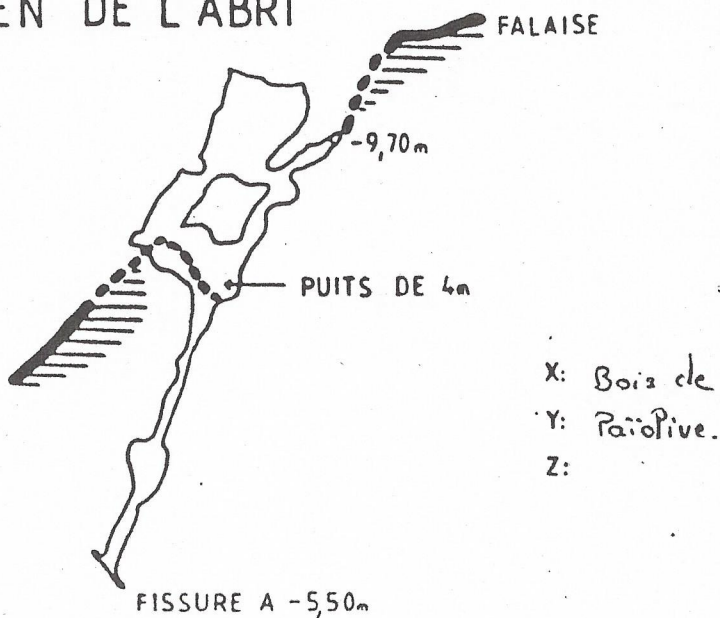 EN DE L'ABRI
FALAISE
-9,70m
PUITS DE 4m
X: Bois de
Y: Païolive.
Z:
FISSURE A -5,50m